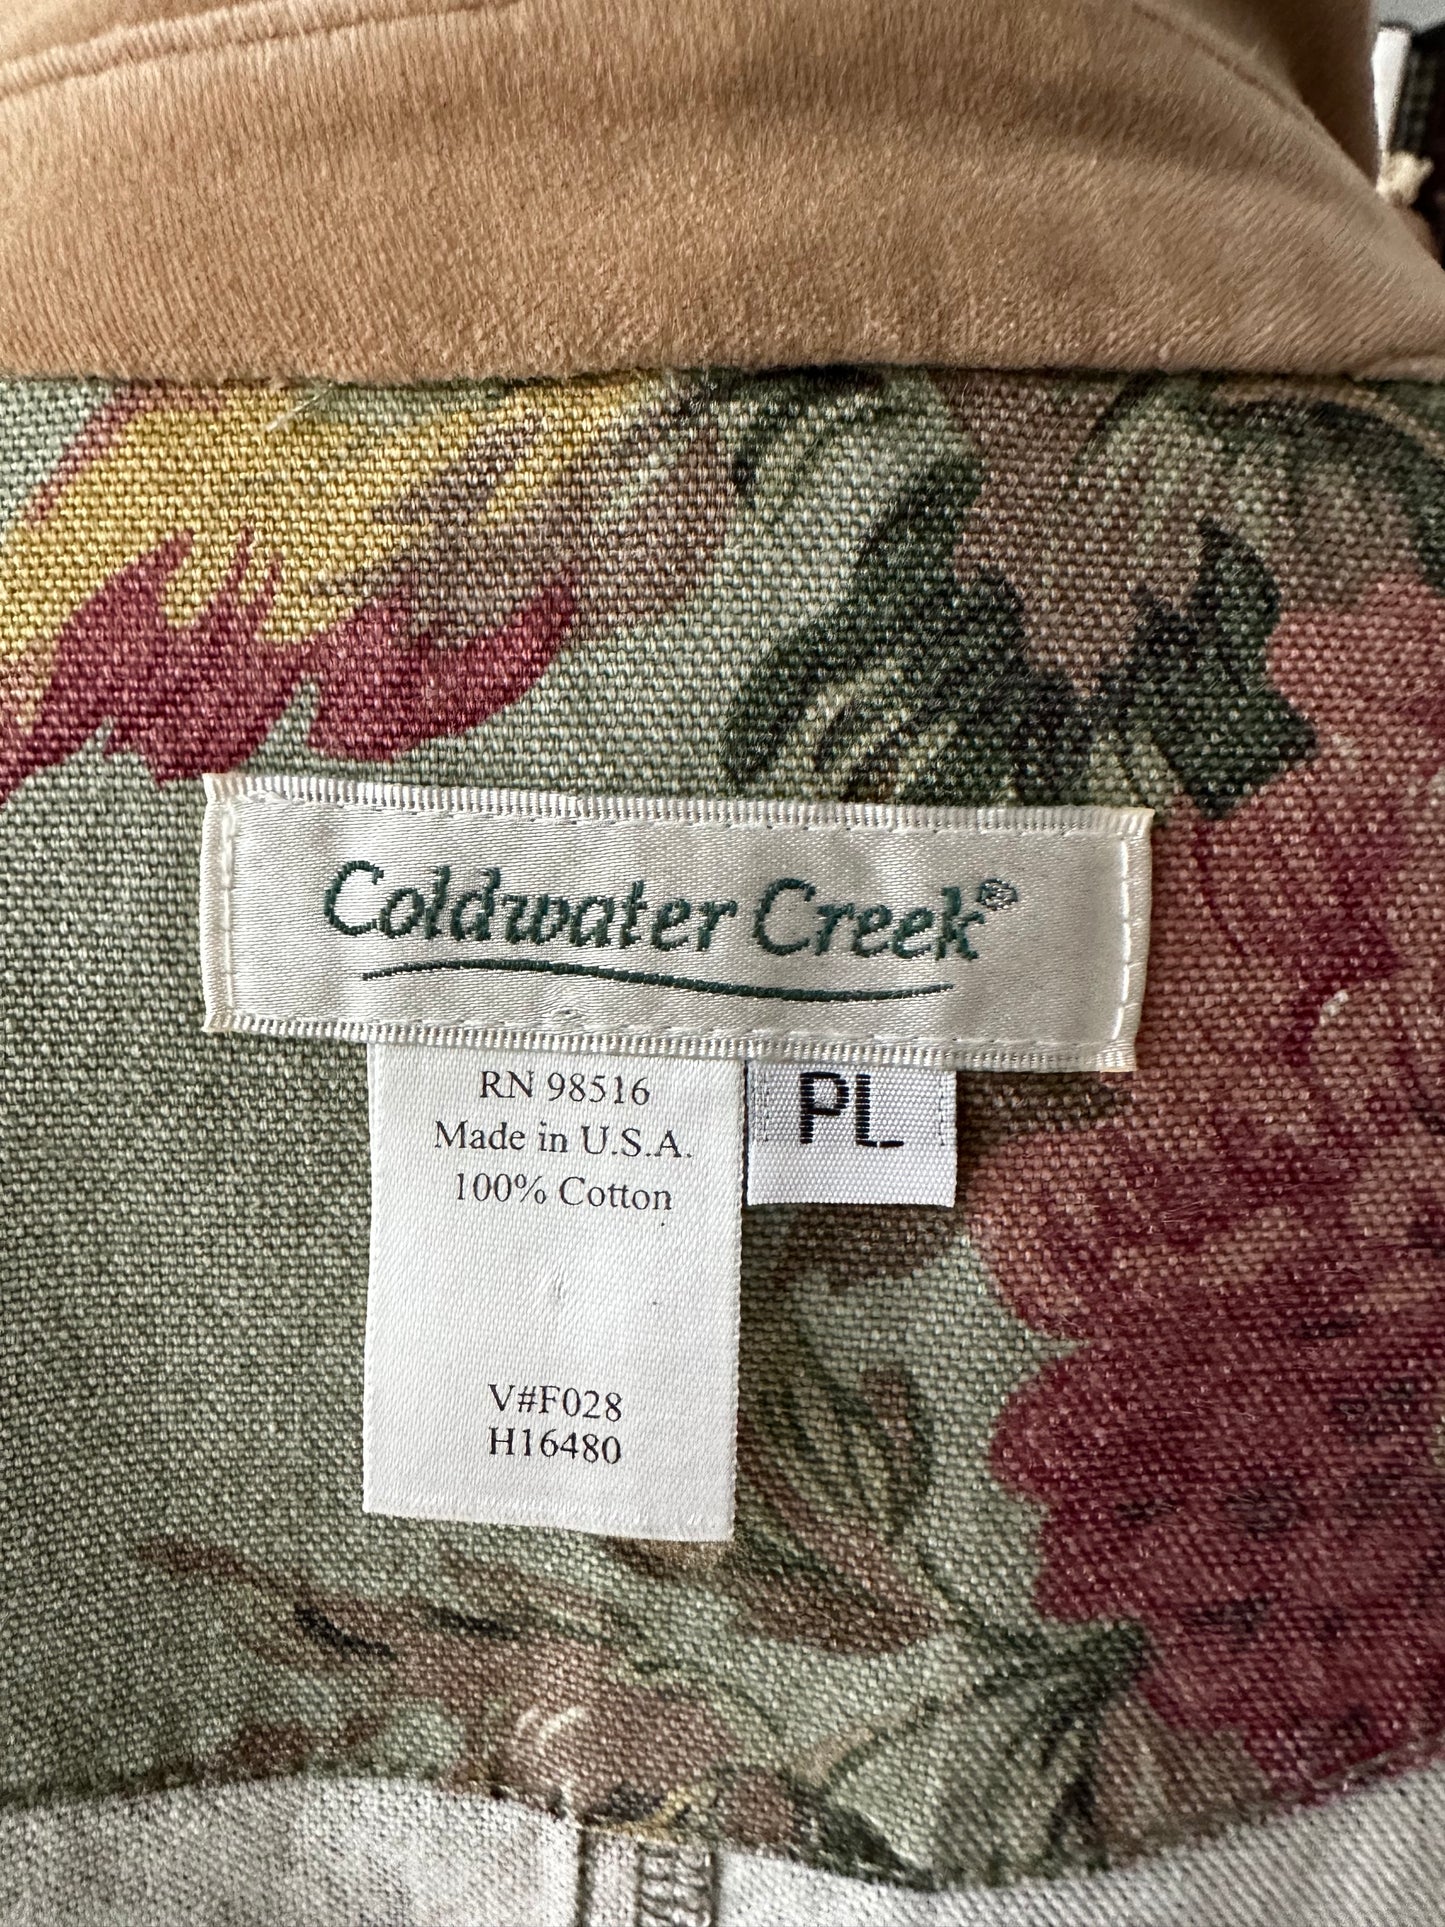 Coldwater Creek®
RN 98516
Made in U.S.A.
100% Cotton
PL
V#F028
H16480